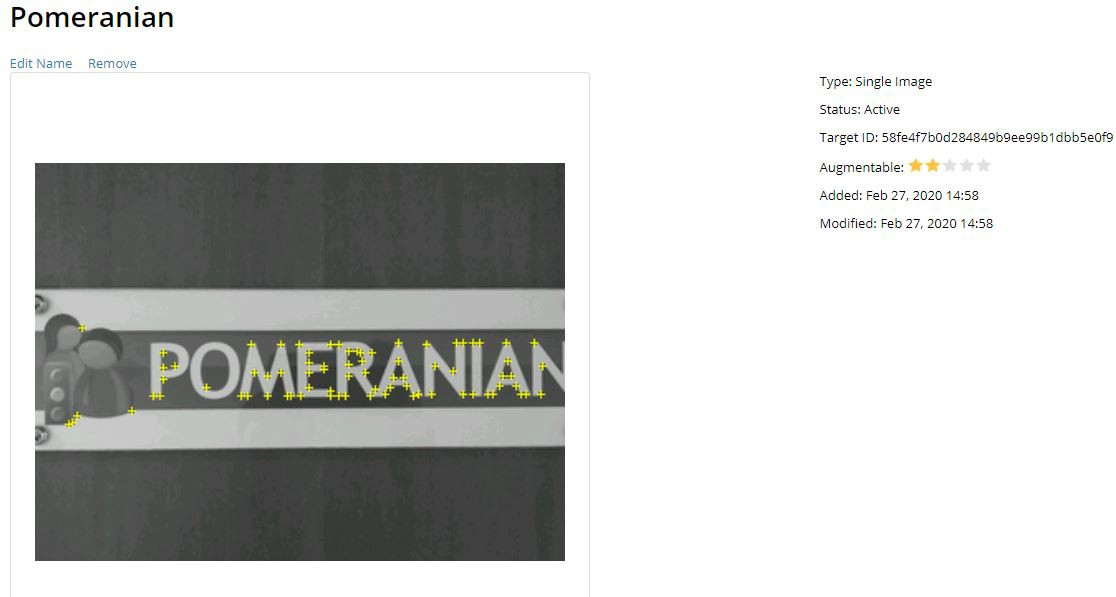 Pomeranian
Edit Name Remove
Type: Single Image
Status: Active
Target ID: 58fe4f7b0d284849b9ee99b1dbb5e0f9
Augmentable:
Added: Feb 27, 2020 14:58
Modified: Feb 27, 2020 14:58
POMERANIAN